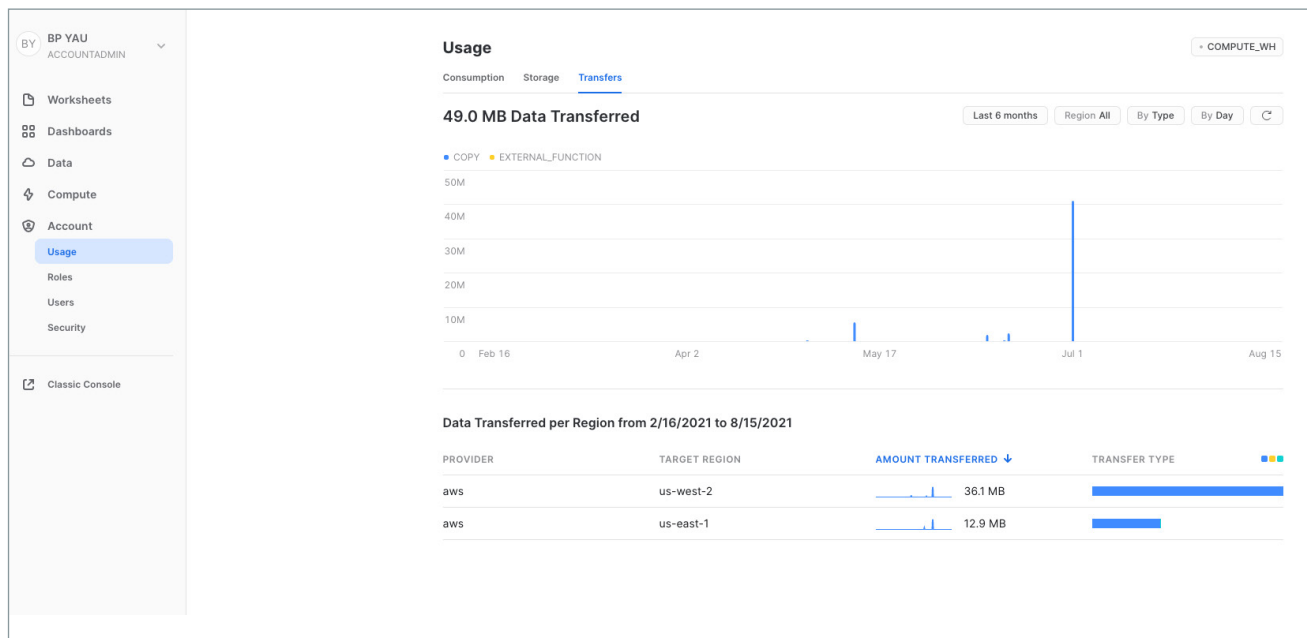 BY
BP YAU
ACCOUNTADMIN
Worksheets
Dashboards
Data
Compute
Account
Usage
Roles
Users
Security
Classic Console
Usage
COMPUTE_WH
Consumption Storage Transfers
49.0 MB Data Transferred
Last 6 months Region All By Type By Day
COPY EXTERNAL_FUNCTION
50M
40M
30M
20M
10M
0 Feb 16 Apr 2 May 17 Jul 1 Aug 15
Data Transferred per Region from 2/16/2021 to 8/15/2021
PROVIDER TARGET REGION AMOUNT TRANSFERRED TRANSFER TYPE
aws us-west-2 36.1 MB
aws us-east-1 12.9 MB